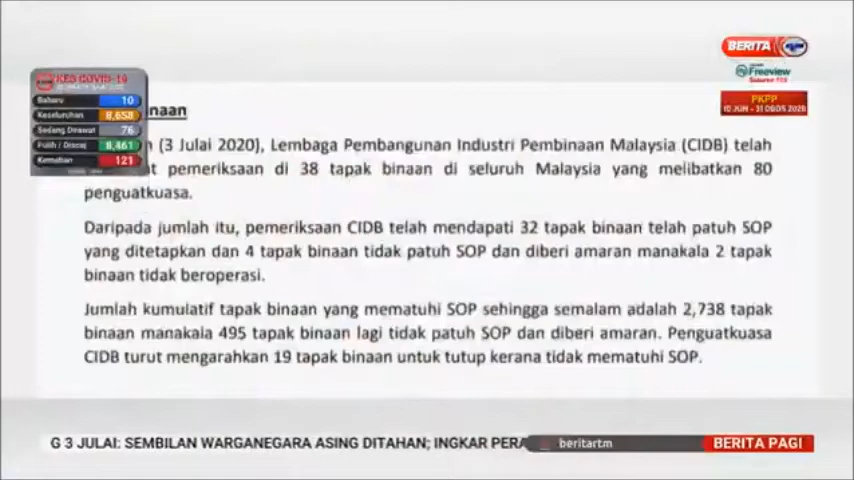 BERITA
Freeview
Saluran 123
PKPP
10 JUN - 31 OGOS 2020
KES COVID-19
Baharu 10
Keseluruhan 8,658
Sedang Dirawat 76
Pulih / Discaj 8,461
Kematian 121
naan
(3 Julai 2020), Lembaga Pembangunan Industri Pembinaan Malaysia (CIDB) telah
t pemeriksaan di 38 tapak binaan di seluruh Malaysia yang melibatkan 80
penguatkuasa.
Daripada jumlah itu, pemeriksaan CIDB telah mendapati 32 tapak binaan telah patuh SOP
yang ditetapkan dan 4 tapak binaan tidak patuh SOP dan diberi amaran manakala 2 tapak
binaan tidak beroperasi.
Jumlah kumulatif tapak binaan yang mematuhi SOP sehingga semalam adalah 2,738 tapak
binaan manakala 495 tapak binaan lagi tidak patuh SOP dan diberi amaran. Penguatkuasa
CIDB turut mengarahkan 19 tapak binaan untuk tutup kerana tidak mematuhi SOP.
G 3 JULAI: SEMBILAN WARGANEGARA ASING DITAHAN; INGKAR PERA
beritartm
BERITA PAGI